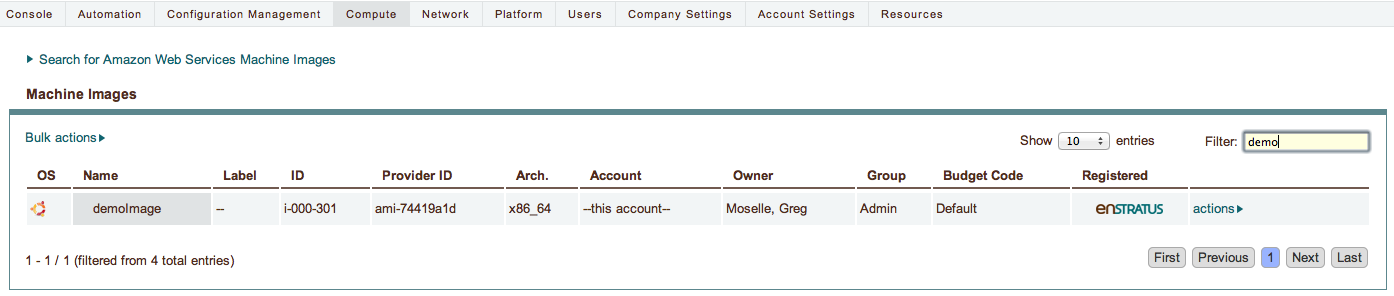 Console Automation Configuration Management Compute Network Platform Users Company Settings Account Settings Resources
Search for Amazon Web Services Machine Images
Machine Images
Bulk actions
Show 10 entries Filter: demo
OS Name Label ID Provider ID Arch. Account Owner Group Budget Code Registered
demoImage -- i-000-301 ami-74419a1d x86_64 --this account-- Moselle, Greg Admin Default enSTRATUS actions
1 - 1 / 1 (filtered from 4 total entries) First Previous 1 Next Last